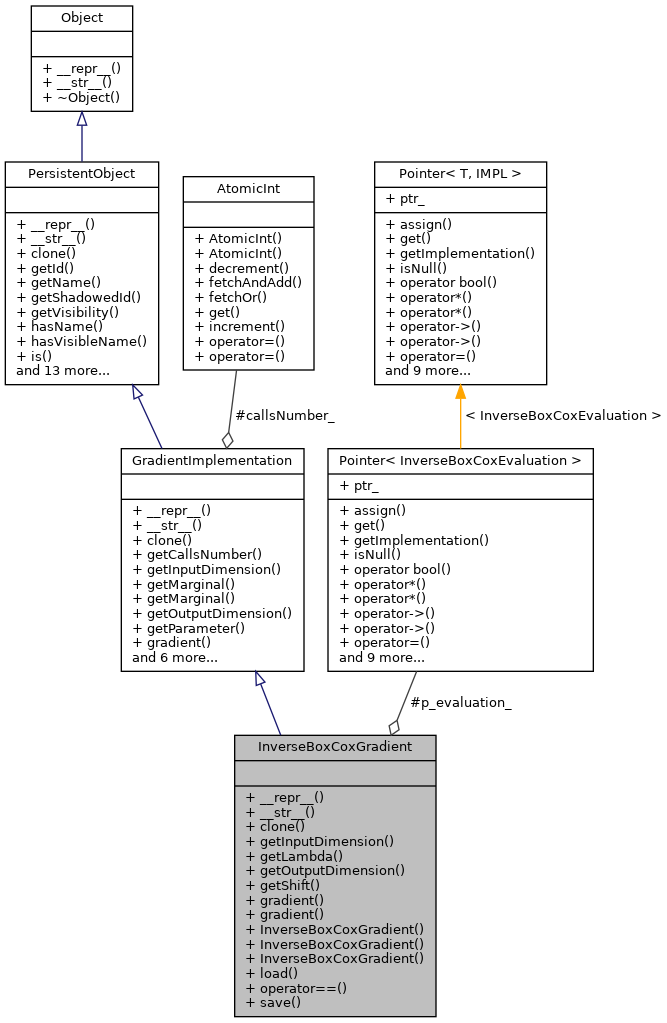 Object
+ __repr__()
+ __str__()
+ ~Object()
PersistentObject
+ __repr__()
+ __str__()
+ clone()
+ getId()
+ getName()
+ getShadowedId()
+ getVisibility()
+ hasName()
+ hasVisibleName()
+ is()
and 13 more...
AtomicInt
+ AtomicInt()
+ AtomicInt()
+ decrement()
+ fetchAndAdd()
+ fetchOr()
+ get()
+ increment()
+ operator=()
+ operator=()
Pointer< T, IMPL >
+ ptr_
+ assign()
+ get()
+ getImplementation()
+ isNull()
+ operator bool()
+ operator*()
+ operator*()
+ operator->()
+ operator->()
+ operator=()
and 9 more...
#callsNumber_
< InverseBoxCoxEvaluation >
GradientImplementation
+ __repr__()
+ __str__()
+ clone()
+ getCallsNumber()
+ getInputDimension()
+ getMarginal()
+ getMarginal()
+ getOutputDimension()
+ getParameter()
+ gradient()
and 6 more...
Pointer< InverseBoxCoxEvaluation >
+ ptr_
+ assign()
+ get()
+ getImplementation()
+ isNull()
+ operator bool()
+ operator*()
+ operator*()
+ operator->()
+ operator->()
+ operator=()
and 9 more...
#p_evaluation_
InverseBoxCoxGradient
+ __repr__()
+ __str__()
+ clone()
+ getInputDimension()
+ getLambda()
+ getOutputDimension()
+ getShift()
+ gradient()
+ gradient()
+ InverseBoxCoxGradient()
+ InverseBoxCoxGradient()
+ InverseBoxCoxGradient()
+ load()
+ operator==()
+ save()